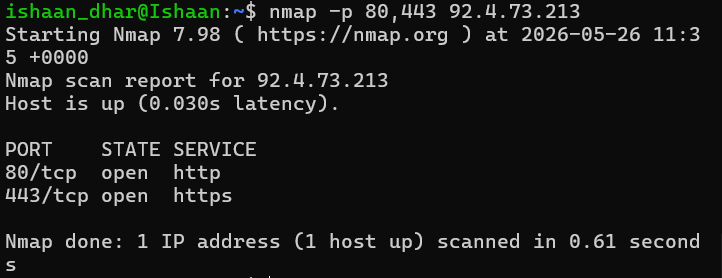 ishaan_dhar@Ishaan:~$ nmap -p 80,443 92.4.73.213
Starting Nmap 7.98 ( https://nmap.org ) at 2026-05-26 11:3
5 +0000
Nmap scan report for 92.4.73.213
Host is up (0.030s latency).

PORT    STATE SERVICE
80/tcp  open  http
443/tcp open  https

Nmap done: 1 IP address (1 host up) scanned in 0.61 second
s